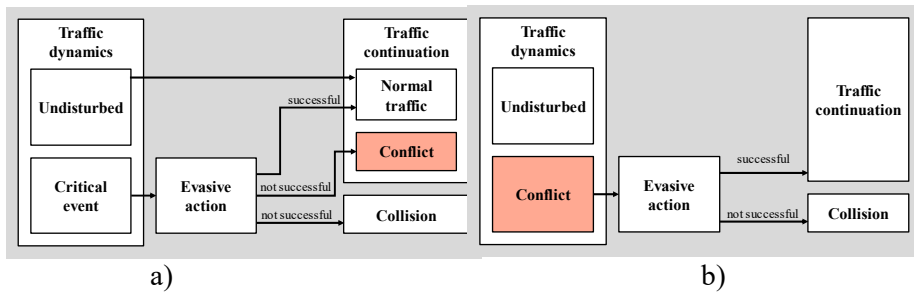 Traffic
dynamics
Undisturbed
Critical
event
Evasive
action
successful
not successful
not successful
Traffic
continuation
Normal
traffic
Conflict
Collision
a)
Traffic
dynamics
Undisturbed
Conflict
Evasive
action
successful
not successful
Traffic
continuation
Collision
b)